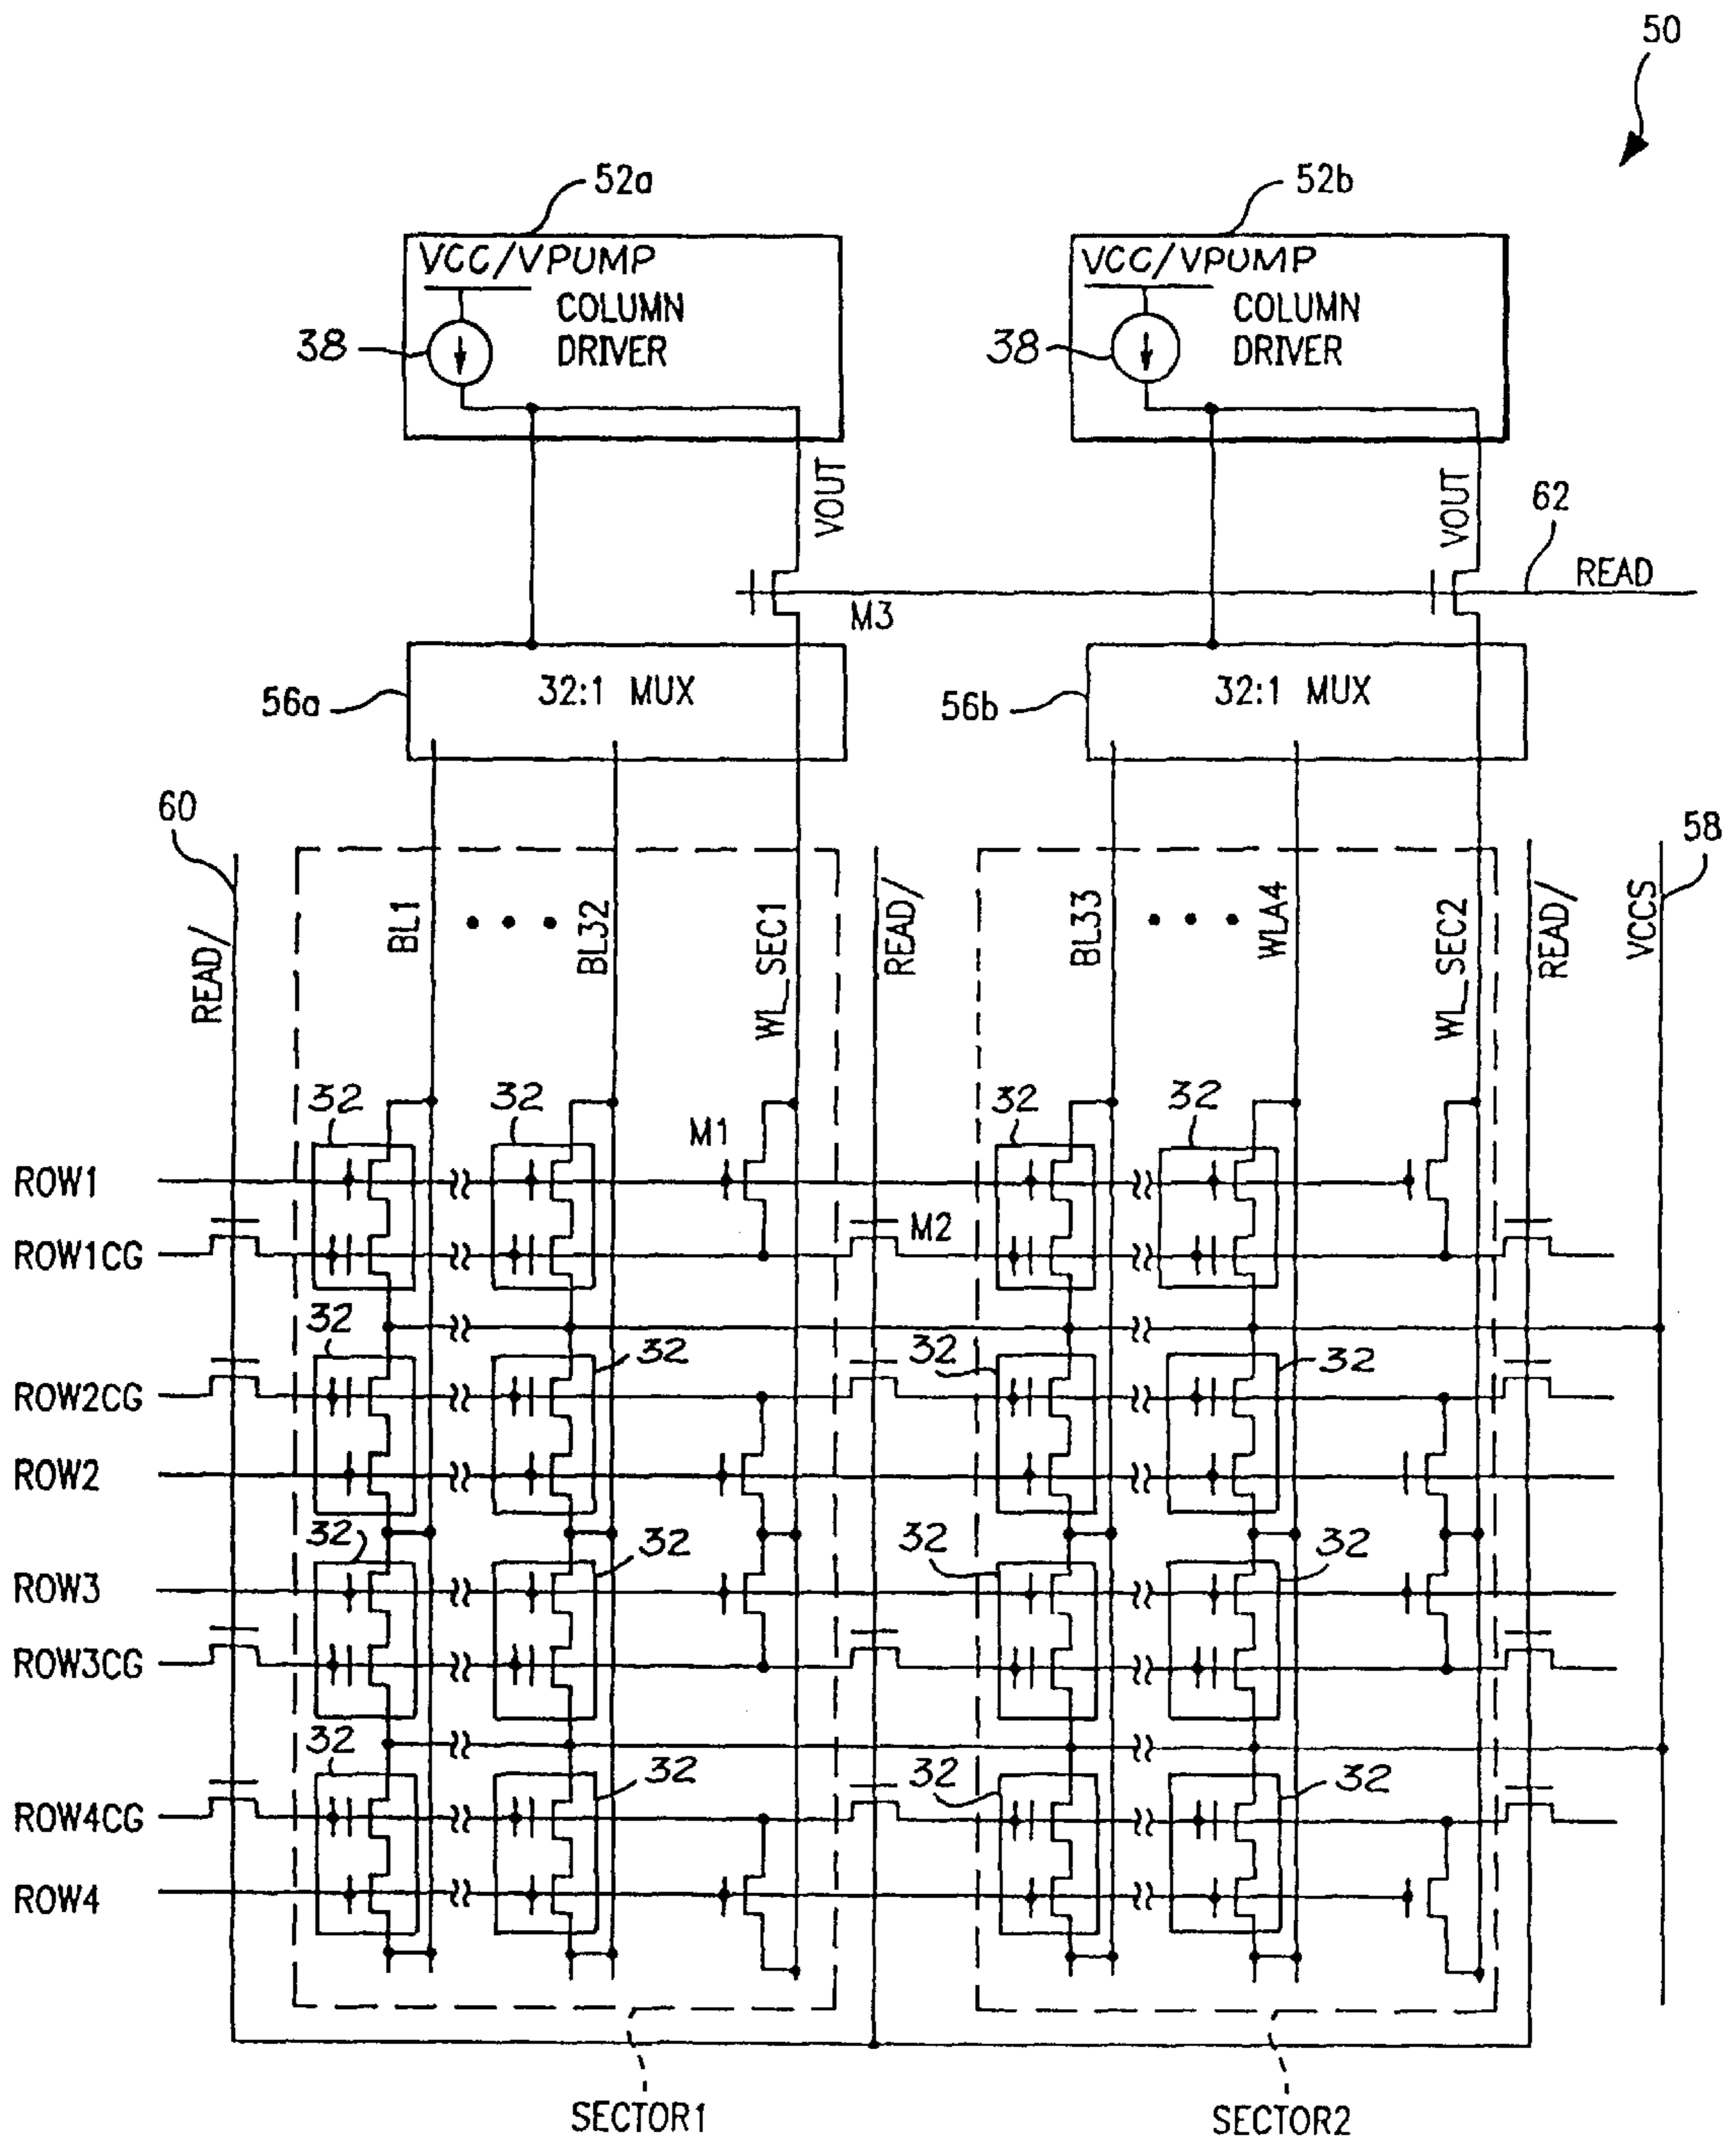 50
52a
52b
VCC/VPUMP
COLUMN
DRIVER
38
VCC/VPUMP
COLUMN
DRIVER
38
VOUT
VOUT
62
READ
M3
32:1 MUX
56a
32:1 MUX
56b
60
58
READ/
BL1
BL32
WL_SEC1
READ/
BL33
WLA4
WL_SEC2
READ/
VCCS
32
32
M1
32
32
ROW1
ROW1CG
M2
32
32
32
32
ROW2CG
ROW2
32
32
32
32
ROW3
ROW3CG
32
32
32
32
ROW4CG
ROW4
SECTOR1
SECTOR2